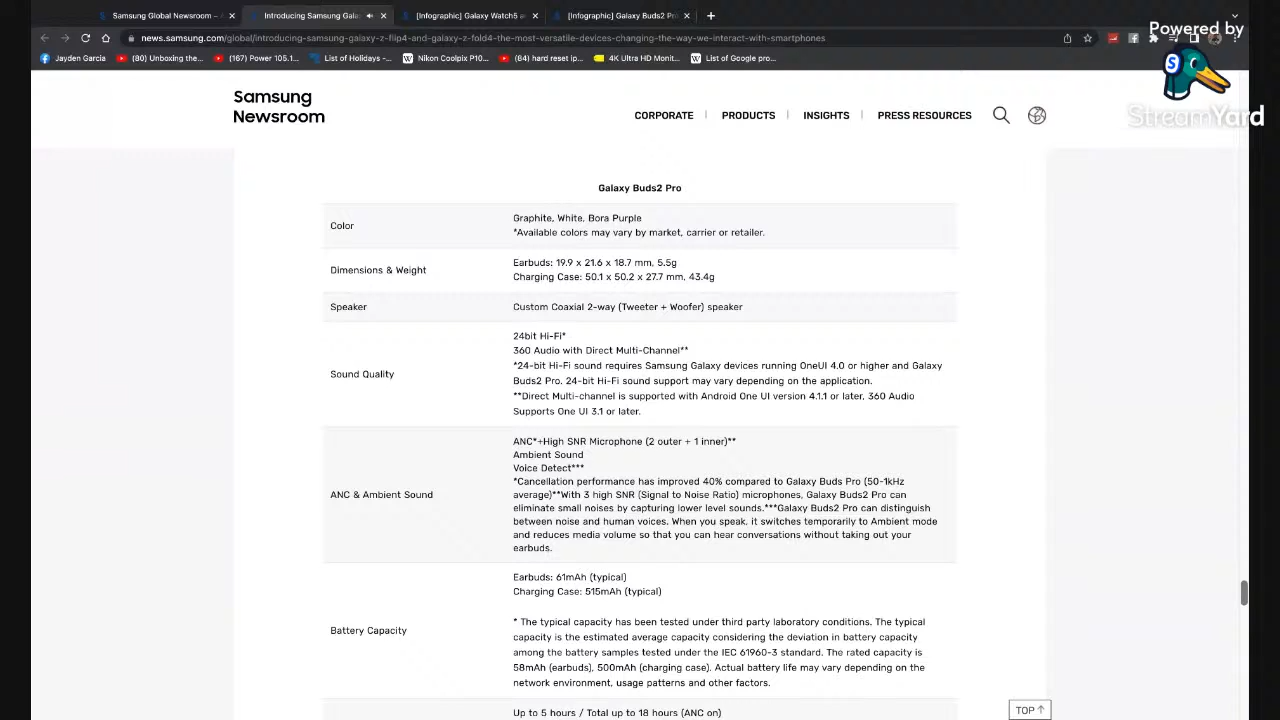 Samsung Global Newsroom –
Introducing Samsung Gala
[Infographic] Galaxy Watch5 a
[Infographic] Galaxy Buds2 Pr
Powered by
news.samsung.com/global/introducing-samsung-galaxy-z-flip4-and-galaxy-z-fold4-the-most-versatile-devices-changing-the-way-we-interact-with-smartphones
Jayden Garcia
(80) Unboxing the...
(167) Power 105.1...
List of Holidays -...
Nikon Coolpix P10...
(64) hard reset ip...
4K Ultra HD Monit...
List of Google pro...
StreamYard
Samsung
Newsroom
CORPORATE
PRODUCTS
INSIGHTS
PRESS RESOURCES
Galaxy Buds2 Pro
Color
Graphite, White, Bora Purple
*Available colors may vary by market, carrier or retailer.
Dimensions & Weight
Earbuds: 19.9 x 21.6 x 18.7 mm, 5.5g
Charging Case: 50.1 x 50.2 x 27.7 mm, 43.4g
Speaker
Custom Coaxial 2-way (Tweeter + Woofer) speaker
Sound Quality
24bit Hi-Fi*
360 Audio with Direct Multi-Channel**
*24-bit Hi-Fi sound requires Samsung Galaxy devices running OneUI 4.0 or higher and Galaxy
Buds2 Pro. 24-bit Hi-Fi sound support may vary depending on the application.
**Direct Multi-channel is supported with Android One UI version 4.1.1 or later, 360 Audio
Supports One UI 3.1 or later.
ANC & Ambient Sound
ANC*+High SNR Microphone (2 outer + 1 inner)**
Ambient Sound
Voice Detect***
*Cancellation performance has improved 40% compared to Galaxy Buds Pro (50-1kHz
average)**With 3 high SNR (Signal to Noise Ratio) microphones, Galaxy Buds2 Pro can
eliminate small noises by capturing lower level sounds.***Galaxy Buds2 Pro can distinguish
between noise and human voices. When you speak, it switches temporarily to Ambient mode
and reduces media volume so that you can hear conversations without taking out your
earbuds.
Battery Capacity
Earbuds: 61mAh (typical)
Charging Case: 515mAh (typical)
* The typical capacity has been tested under third party laboratory conditions. The typical
capacity is the estimated average capacity considering the deviation in battery capacity
among the battery samples tested under the IEC 61960-3 standard. The rated capacity is
58mAh (earbuds), 500mAh (charging case). Actual battery life may vary depending on the
network environment, usage patterns and other factors.
Up to 5 hours / Total up to 18 hours (ANC on)
TOP ↑